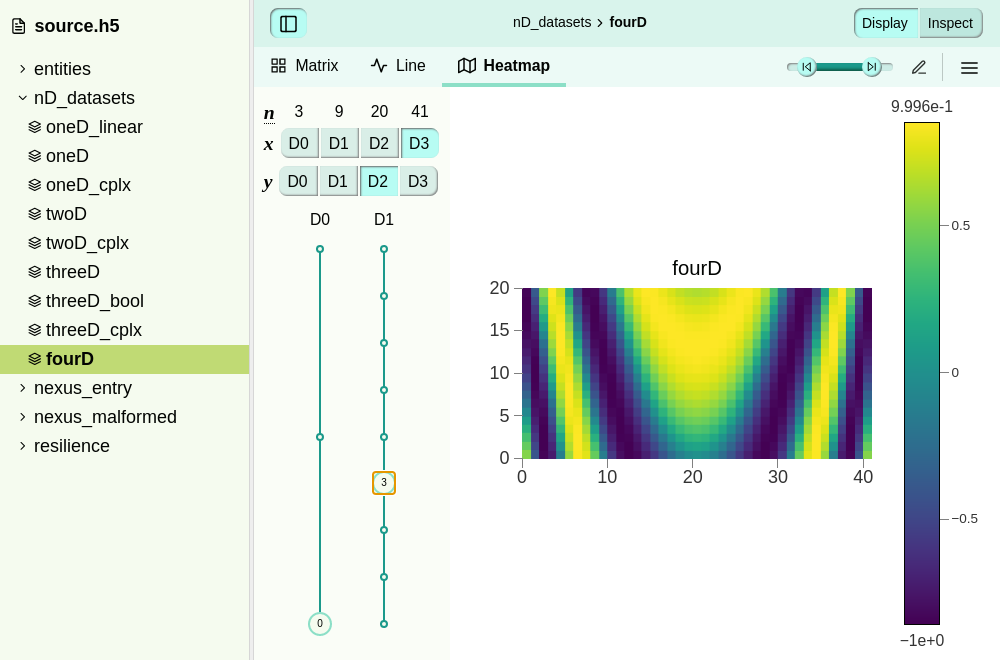 source.h5
entities
nD_datasets
oneD_linear
oneD
oneD_cplx
twoD
twoD_cplx
threeD
threeD_bool
threeD_cplx
fourD
nexus_entry
nexus_malformed
resilience
nD_datasets › fourD
Display Inspect
Matrix Line Heatmap
n 3 9 20 41
x D0 D1 D2 D3
y D0 D1 D2 D3
D0 D1
3
0
fourD
20
15
10
5
0
0 10 20 30 40
9.996e-1
0.5
0
−0.5
−1e+0